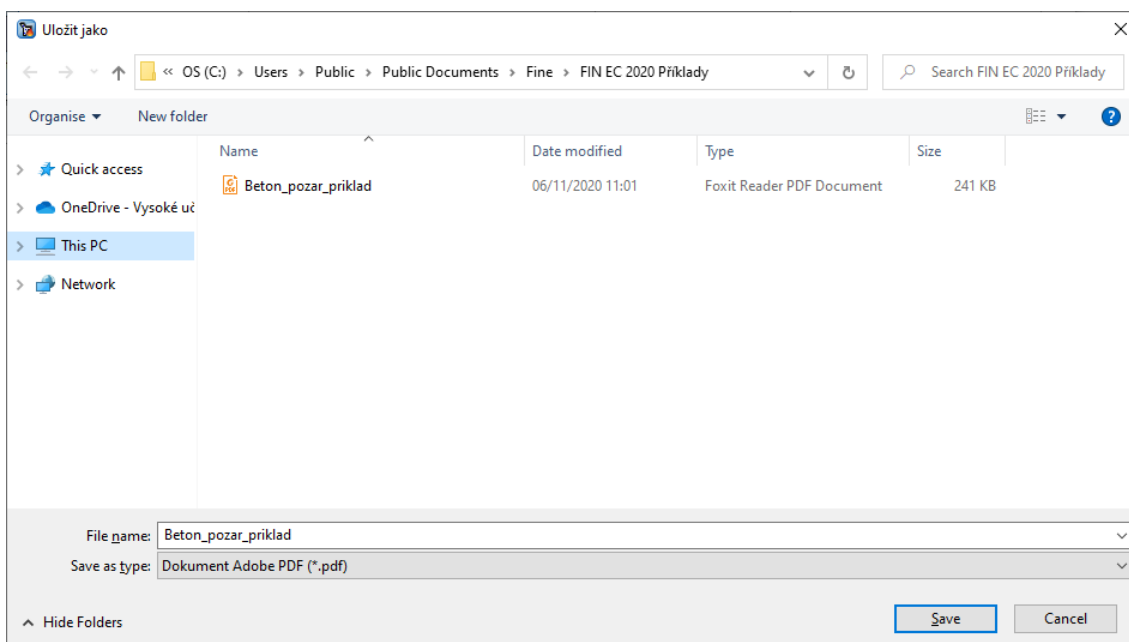 Uložit jako
« OS (C:) > Users > Public > Public Documents > Fine > FIN EC 2020 Příklady
Search FIN EC 2020 Příklady
Organise New folder
Name Date modified Type Size
Quick access
Beton_pozar_priklad 06/11/2020 11:01 Foxit Reader PDF Document 241 KB
OneDrive - Vysoké uč
This PC
Network
File name: Beton_pozar_priklad
Save as type: Dokument Adobe PDF (*.pdf)
Hide Folders Save Cancel